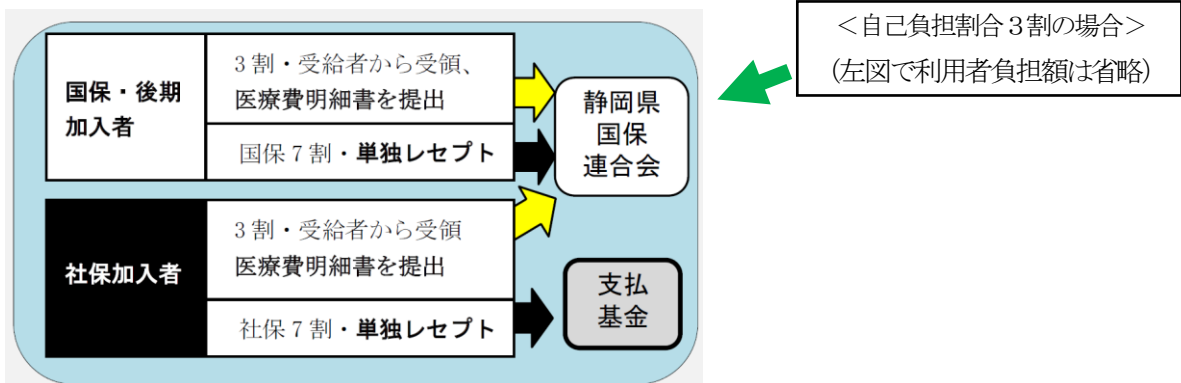 ＜自己負担割合３割の場合＞
(左図で利用者負担額は省略)
国保・後期
加入者
３割・受給者から受領、
医療費明細書を提出
国保７割・単独レセプト
静岡県
国保
連合会
社保加入者
３割・受給者から受領
医療費明細書を提出
社保７割・単独レセプト
支払
基金